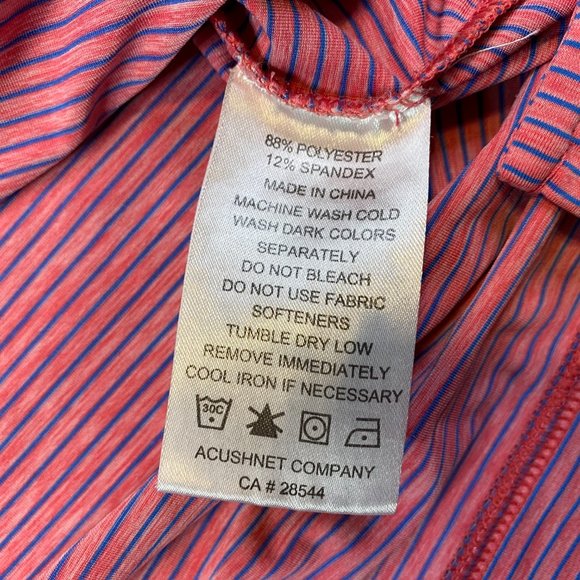 88% POLYESTER
12% SPANDEX
MADE IN CHINA
MACHINE WASH COLD
WASH DARK COLORS
SEPARATELY
DO NOT BLEACH
DO NOT USE FABRIC
SOFTENERS
TUMBLE DRY LOW
REMOVE IMMEDIATELY
COOL IRON IF NECESSARY
30C
ACUSHNET COMPANY
CA # 28544